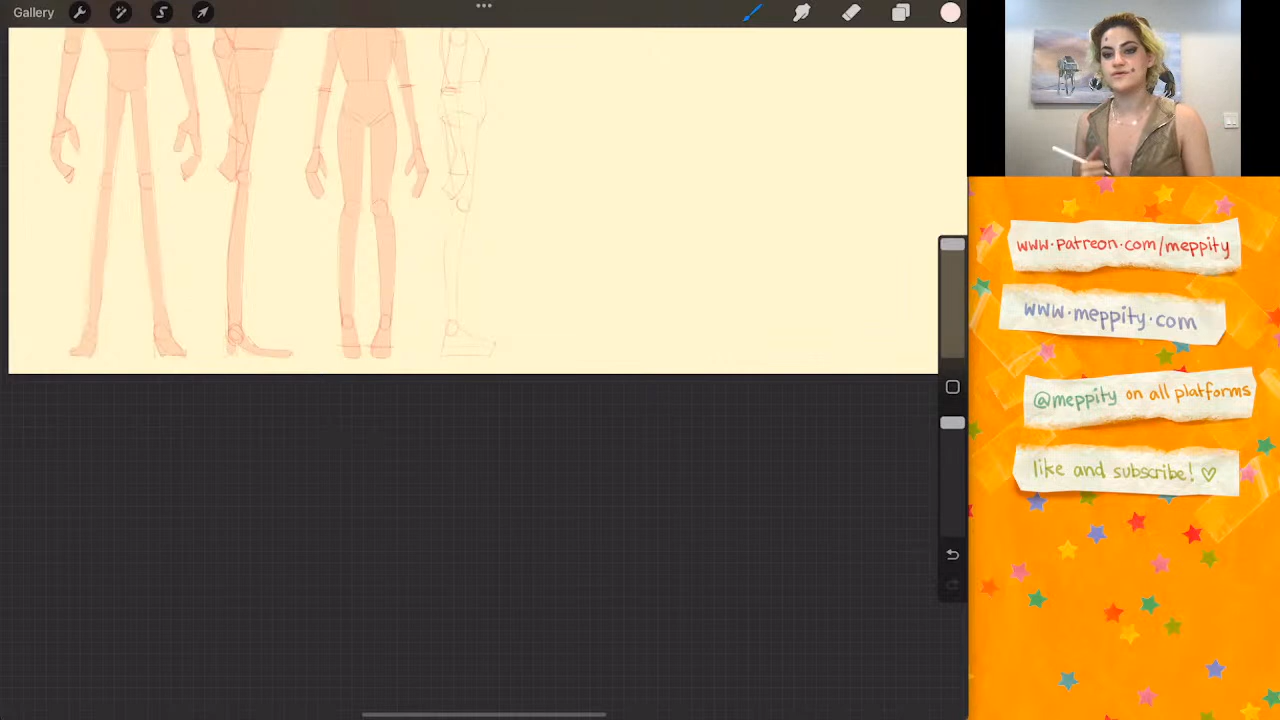 Gallery
www.patreon.com/meppity
www.meppity.com
@meppity on all platforms
like and subscribe! ♡